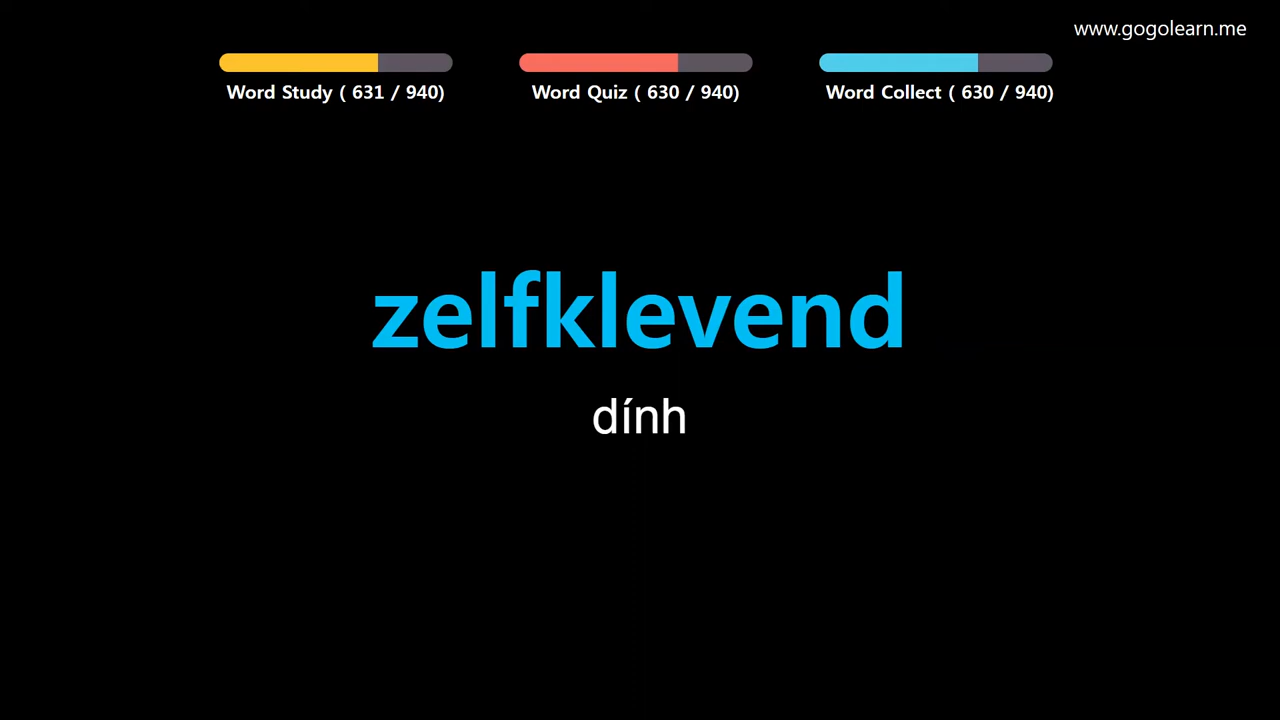 www.gogolearn.me
Word Study ( 631 / 940)
Word Quiz ( 630 / 940)
Word Collect ( 630 / 940)
zelfklevend
dính